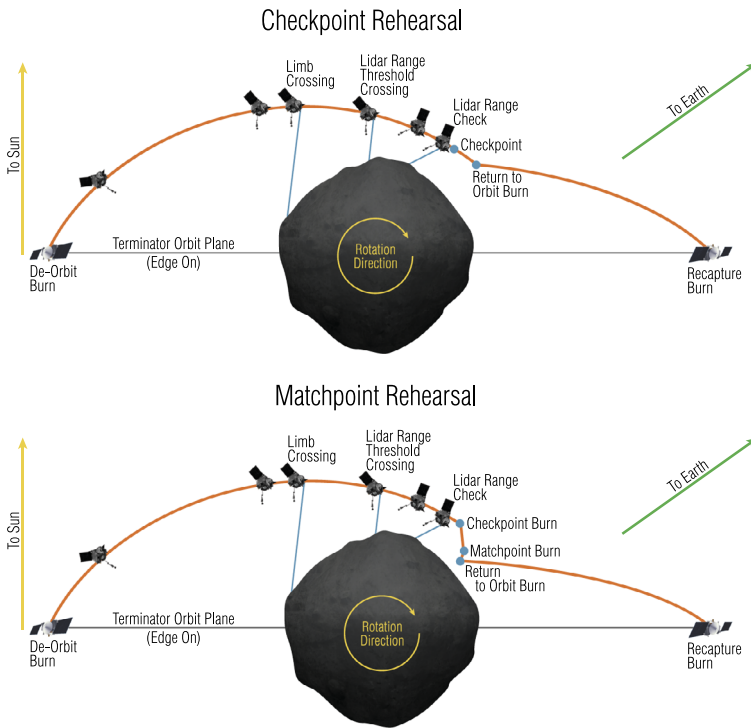 Checkpoint Rehearsal
To Sun
Limb
Crossing
Lidar Range
Threshold
Crossing
Lidar Range
Check
Checkpoint
Return to
Orbit Burn
To Earth
Terminator Orbit Plane
(Edge On)
Rotation
Direction
De-Orbit
Burn
Recapture
Burn
Matchpoint Rehearsal
To Sun
Limb
Crossing
Lidar Range
Threshold
Crossing
Lidar Range
Check
Checkpoint Burn
Matchpoint Burn
Return
to Orbit Burn
To Earth
Terminator Orbit Plane
(Edge On)
Rotation
Direction
De-Orbit
Burn
Recapture
Burn